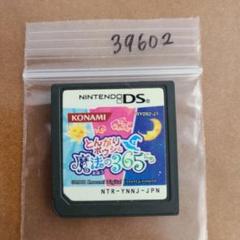 39602
NINTENDO DS
KONAMI
とんがりボウシと
魔法の365にち
NTR-YNNJ-JPN